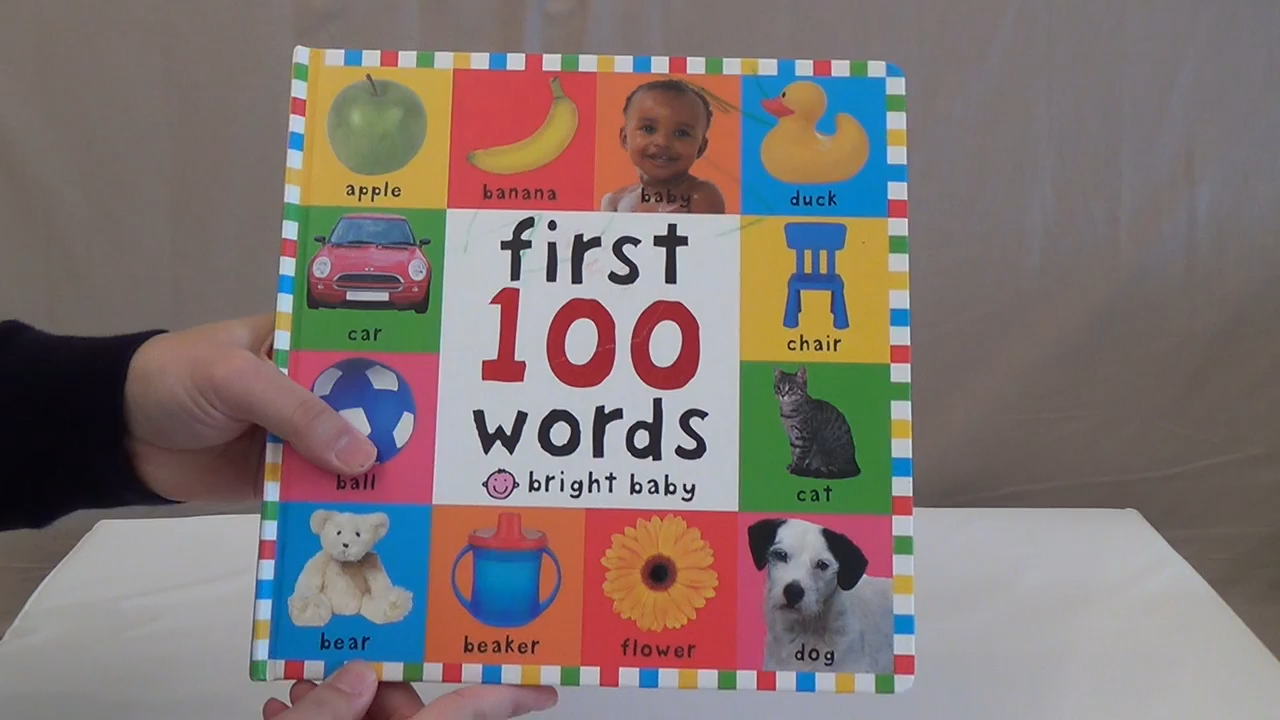 apple
banana
baby
duck
first
100
words
bright baby
car
chair
ball
cat
bear
beaker
flower
dog